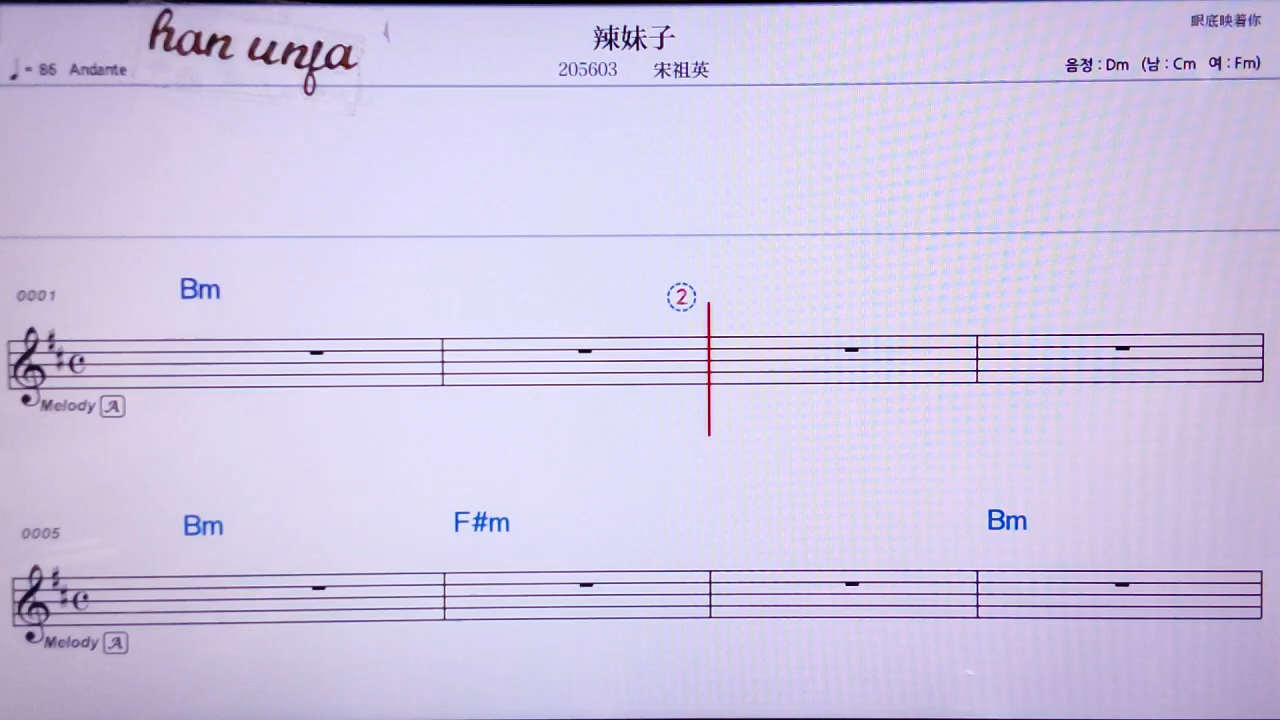 han unfa
辣妹子
眼底映着你
♩= 86 Andante
205603 宋祖英
음정 : Dm (남 : Cm 여 : Fm)
0001 Bm 2
Melody A
0005 Bm F#m Bm
Melody A